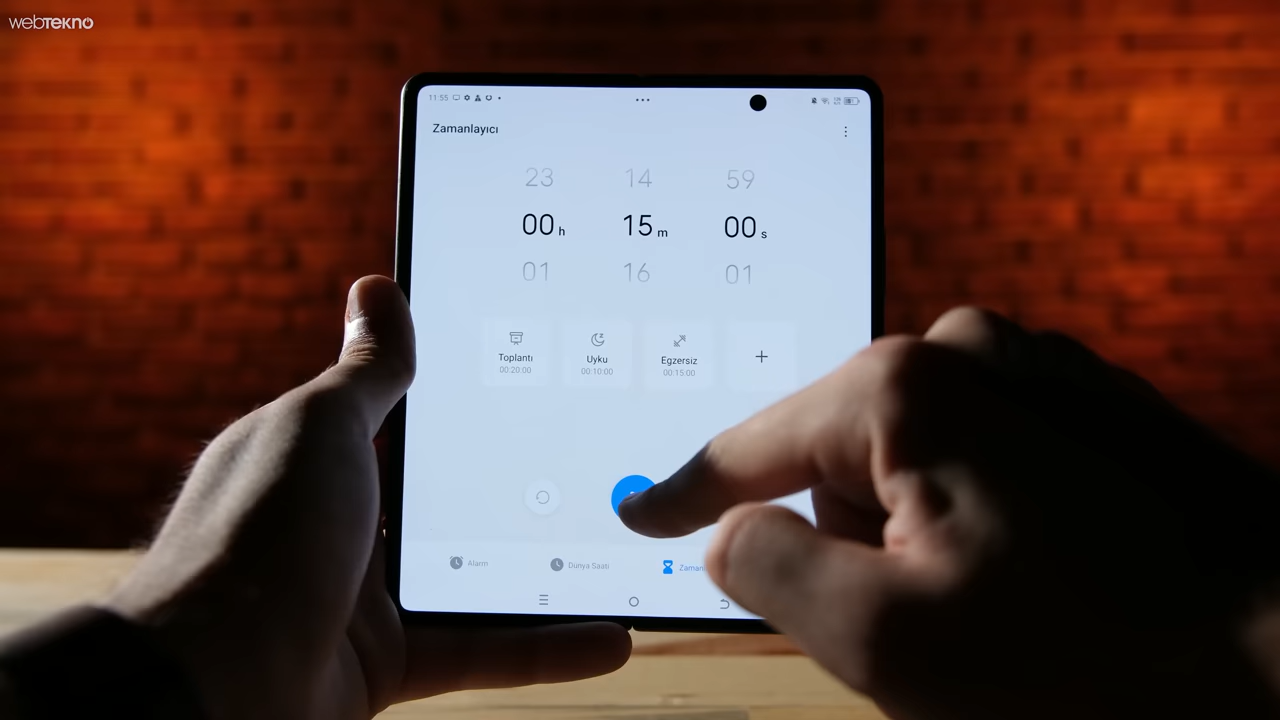 webtekno
11:55
Zamanlayıcı
23 14 59
00 h 15 m 00 s
01 16 01
Toplantı Uyku Egzersiz
00:20:00 00:10:00 00:15:00
Alarm Dünya Saati